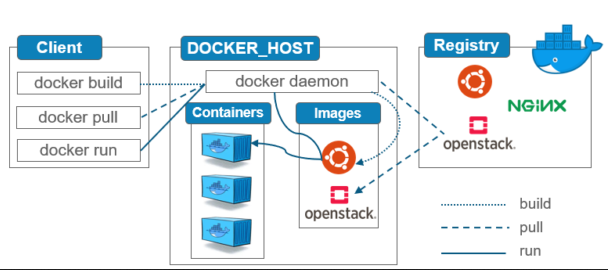 Client
docker build
docker pull
docker run
DOCKER_HOST
docker daemon
Containers
Images
openstack.
Registry
NGINX
openstack.
build
pull
run